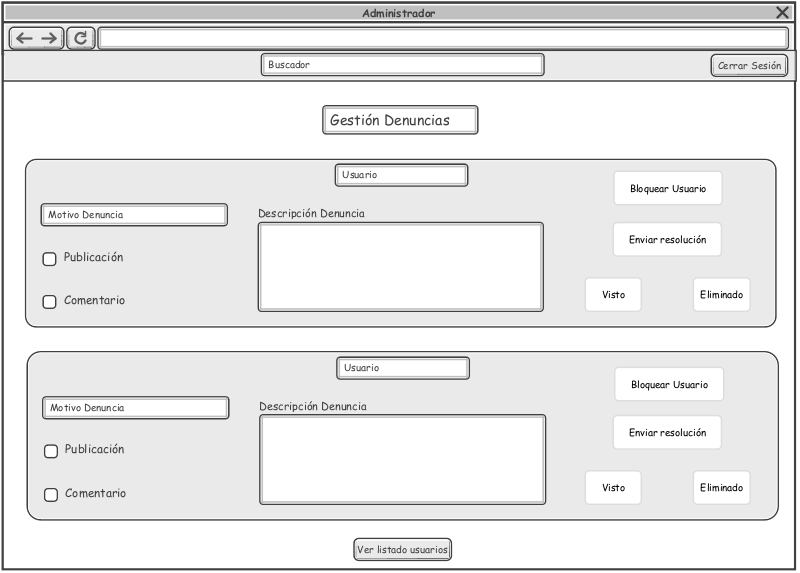 Administrador
Buscador
Cerrar Sesión
Gestión Denuncias
Usuario
Bloquear Usuario
Motivo Denuncia
Descripción Denuncia
Enviar resolución
Publicación
Visto
Eliminado
Comentario
Usuario
Bloquear Usuario
Motivo Denuncia
Descripción Denuncia
Enviar resolución
Publicación
Visto
Eliminado
Comentario
Ver listado usuarios